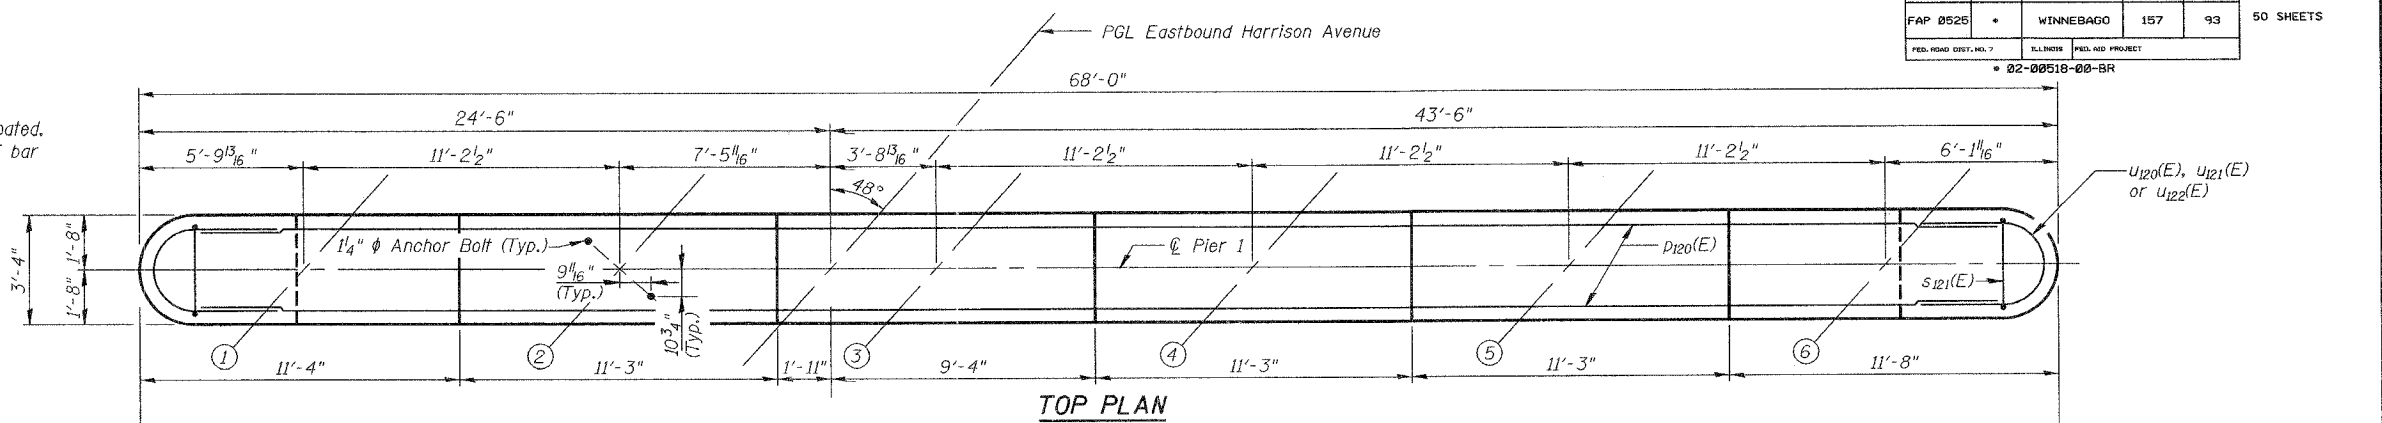 FAP 0525 * WINNEBAGO 157 93 50 SHEETS
FED. ROAD DIST. NO. 7 ILLINOIS FED. AID PROJECT
* 02-00518-00-BR
PGL Eastbound Harrison Avenue
68'-0"
24'-6" 43'-6"
bar
5'-9 13/16" 11'-2 1/2" 7'-5 11/16" 3'-8 13/16" 11'-2 1/2" 11'-2 1/2" 11'-2 1/2" 6'-1 11/16"
48°
u120(E), u121(E)
or u122(E)
3'-4" 1'-8" 1'-8"
1 1/4" ϕ Anchor Bolt (Typ.)
9 11/16"
(Typ.)
10 3/4"
(Typ.)
℄ Pier 1
p120(E)
s121(E)
1 2 3 4 5 6
11'-4" 11'-3" 1'-11" 9'-4" 11'-3" 11'-3" 11'-8"
TOP PLAN